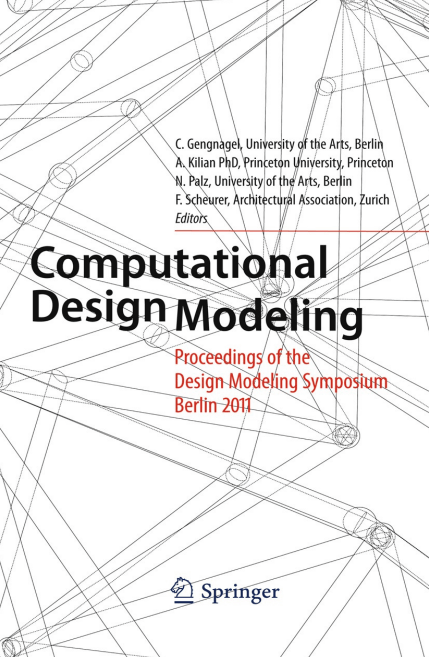 C. Gengnagel, University of the Arts, Berlin
A. Kilian PhD, Princeton University, Princeton
N. Palz, University of the Arts, Berlin
F. Scheurer, Architectural Association, Zurich
Editors
Computational
Design Modeling
Proceedings of the
Design Modeling Symposium
Berlin 2011
Springer